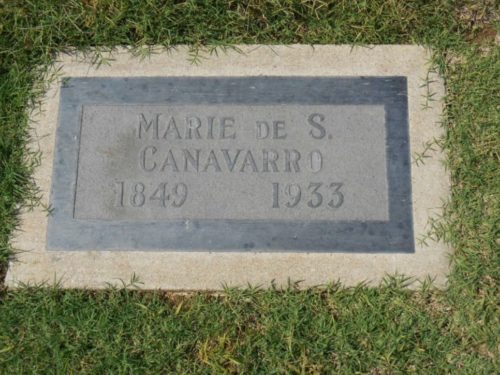 MARIE DE S.
CANAVARRO
1849 1933